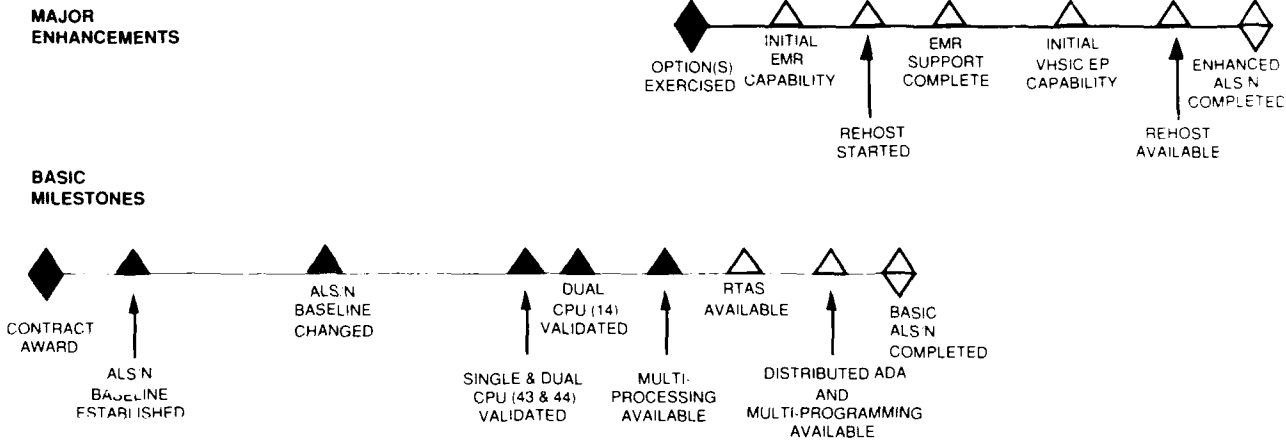 MAJOR
ENHANCEMENTS
OPTION(S)
EXERCISED
INITIAL
EMR
CAPABILITY
REHOST
STARTED
EMR
SUPPORT
COMPLETE
INITIAL
VHSIC EP
CAPABILITY
REHOST
AVAILABLE
ENHANCED
ALS N
COMPLETED
BASIC
MILESTONES
CONTRACT
AWARD
ALS N
BASELINE
ESTABLISHED
ALS N
BASELINE
CHANGED
SINGLE & DUAL
CPU (43 & 44)
VALIDATED
DUAL
CPU (14)
VALIDATED
MULTI-
PROCESSING
AVAILABLE
RTAS
AVAILABLE
DISTRIBUTED ADA
AND
MULTI-PROGRAMMING
AVAILABLE
BASIC
ALS N
COMPLETED